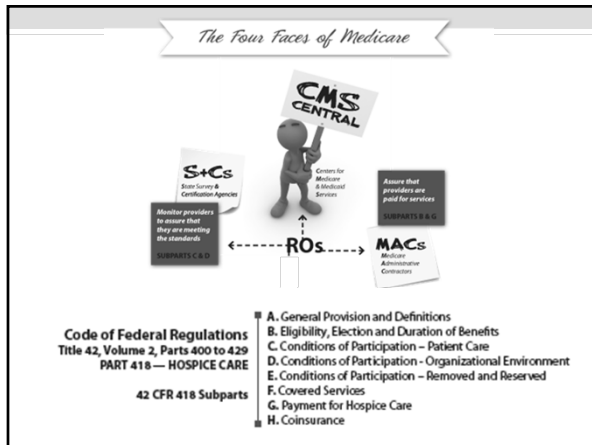 The Four Faces of Medicare
CMS
CENTRAL
S+Cs
State Survey &
Certification Agencies
Centers for
Medicare
& Medicaid
Services
Assure that
providers are
paid for services
SUBPARTS B & G
Monitor providers
to assure that
they are meeting
the standards
SUBPARTS C & D
ROs
MACs
Medicare
Administrative
Contractors
Code of Federal Regulations
Title 42, Volume 2, Parts 400 to 429
PART 418 — HOSPICE CARE
42 CFR 418 Subparts
A. General Provision and Definitions
B. Eligibility, Election and Duration of Benefits
C. Conditions of Participation – Patient Care
D. Conditions of Participation - Organizational Environment
E. Conditions of Participation – Removed and Reserved
F. Covered Services
G. Payment for Hospice Care
H. Coinsurance